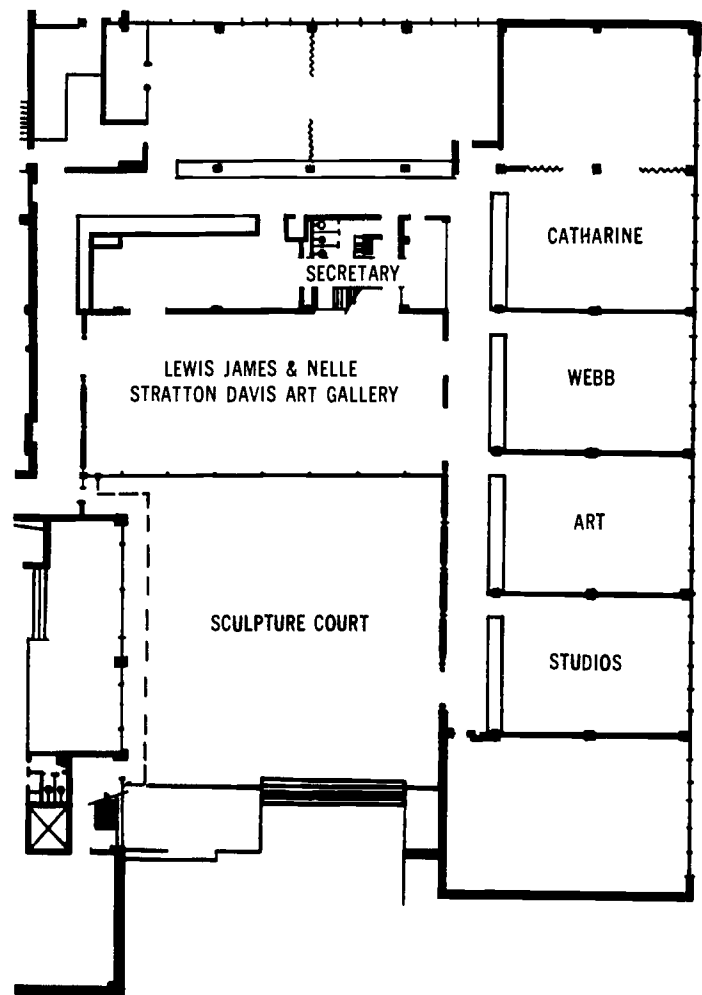 CATHARINE
SECRETARY
LEWIS JAMES & NELLE
STRATTON DAVIS ART GALLERY
WEBB
ART
SCULPTURE COURT
STUDIOS